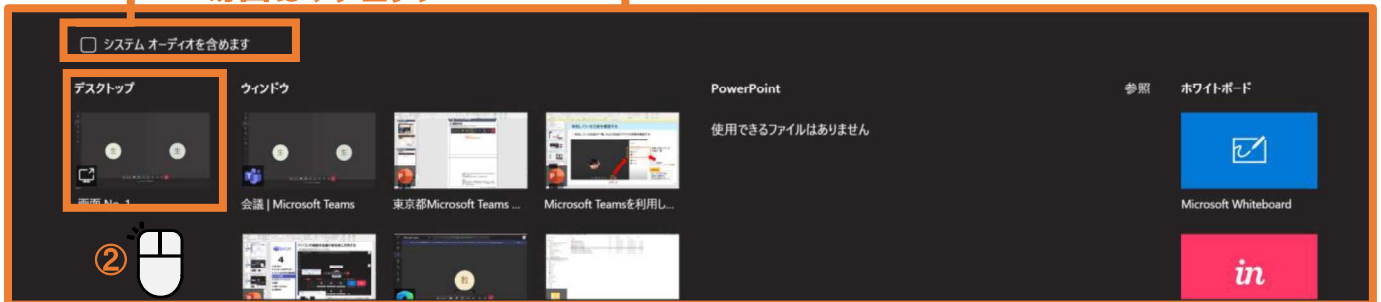 システム オーディオを含めます
デスクトップ
ウィンドウ
PowerPoint
参照
ホワイトボード
使用できるファイルはありません
会議 | Microsoft Teams
東京都Microsoft Teams ...
Microsoft Teamsを利用し...
Microsoft Whiteboard
画面 No. 1
②
in